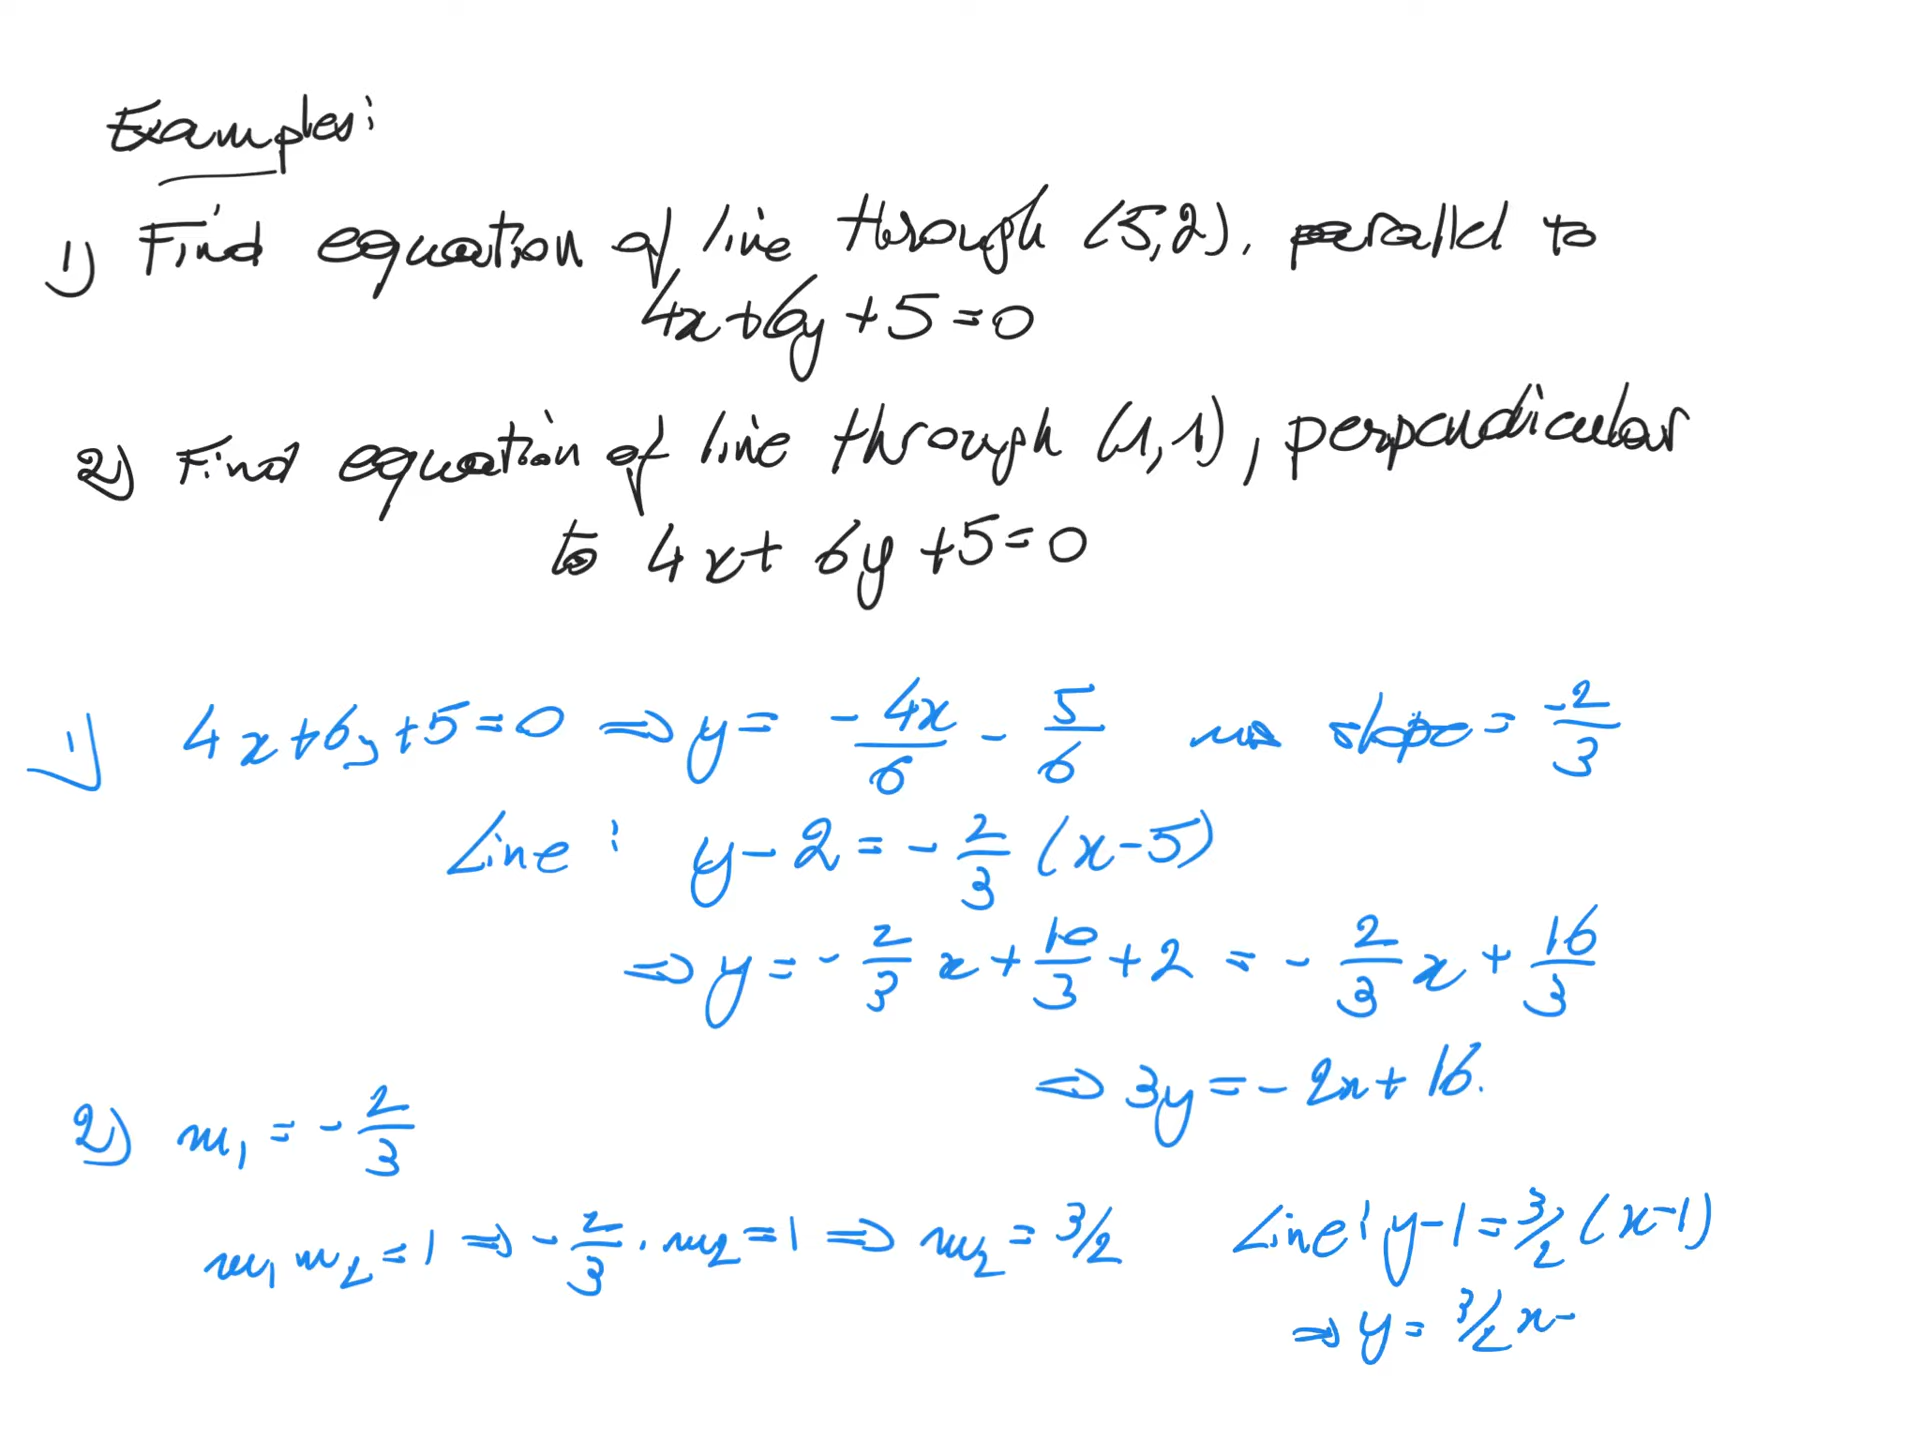 Examples:
1) Find equation of line through (5,2), parallel to
4x+6y+5=0
2) Find equation of line through (1,1), perpendicular
to 4x+6y+5=0
1) 4x+6y+5=0 ⇒ y = -4x/6 - 5/6 ⇝ slope = -2/3
Line: y-2 = -2/3 (x-5)
⇒ y = -2/3 x + 10/3 + 2 = -2/3 x + 16/3
⇒ 3y = -2x + 16.
2) m₁ = -2/3
m₁ m₂ = 1 ⇒ -2/3 · m₂ = 1 ⇒ m₂ = 3/2 Line: y-1 = 3/2 (x-1)
⇒ y = 3/2 x -